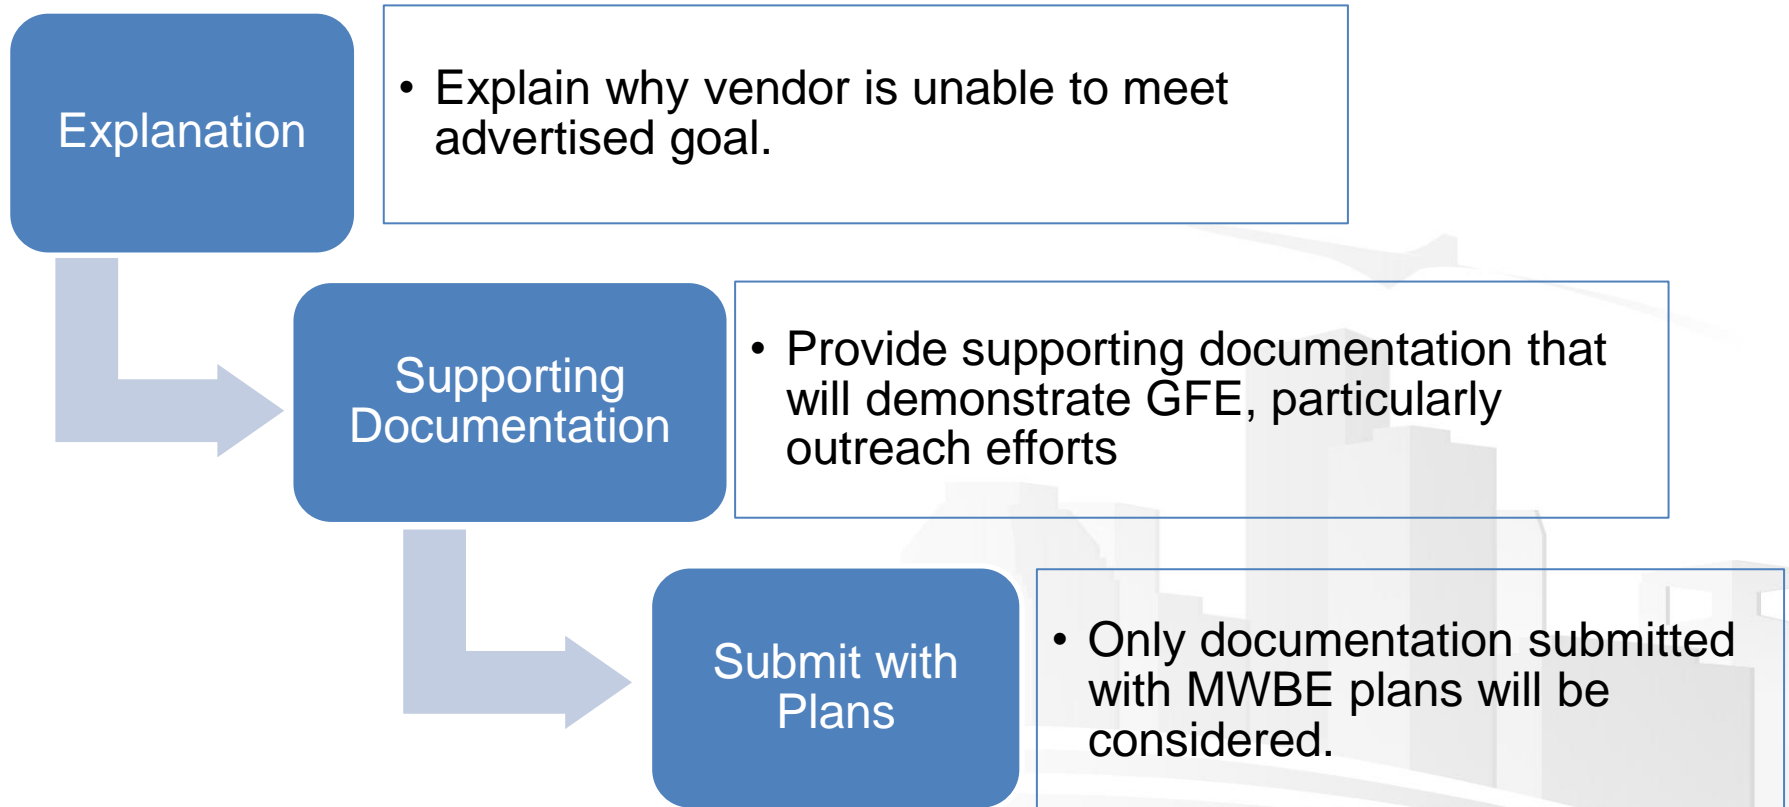 Explanation
• Explain why vendor is unable to meet
advertised goal.
Supporting
Documentation
• Provide supporting documentation that
will demonstrate GFE, particularly
outreach efforts
Submit with
Plans
• Only documentation submitted
with MWBE plans will be
considered.